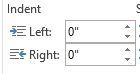 Indent
Left: 0"
Right: 0"